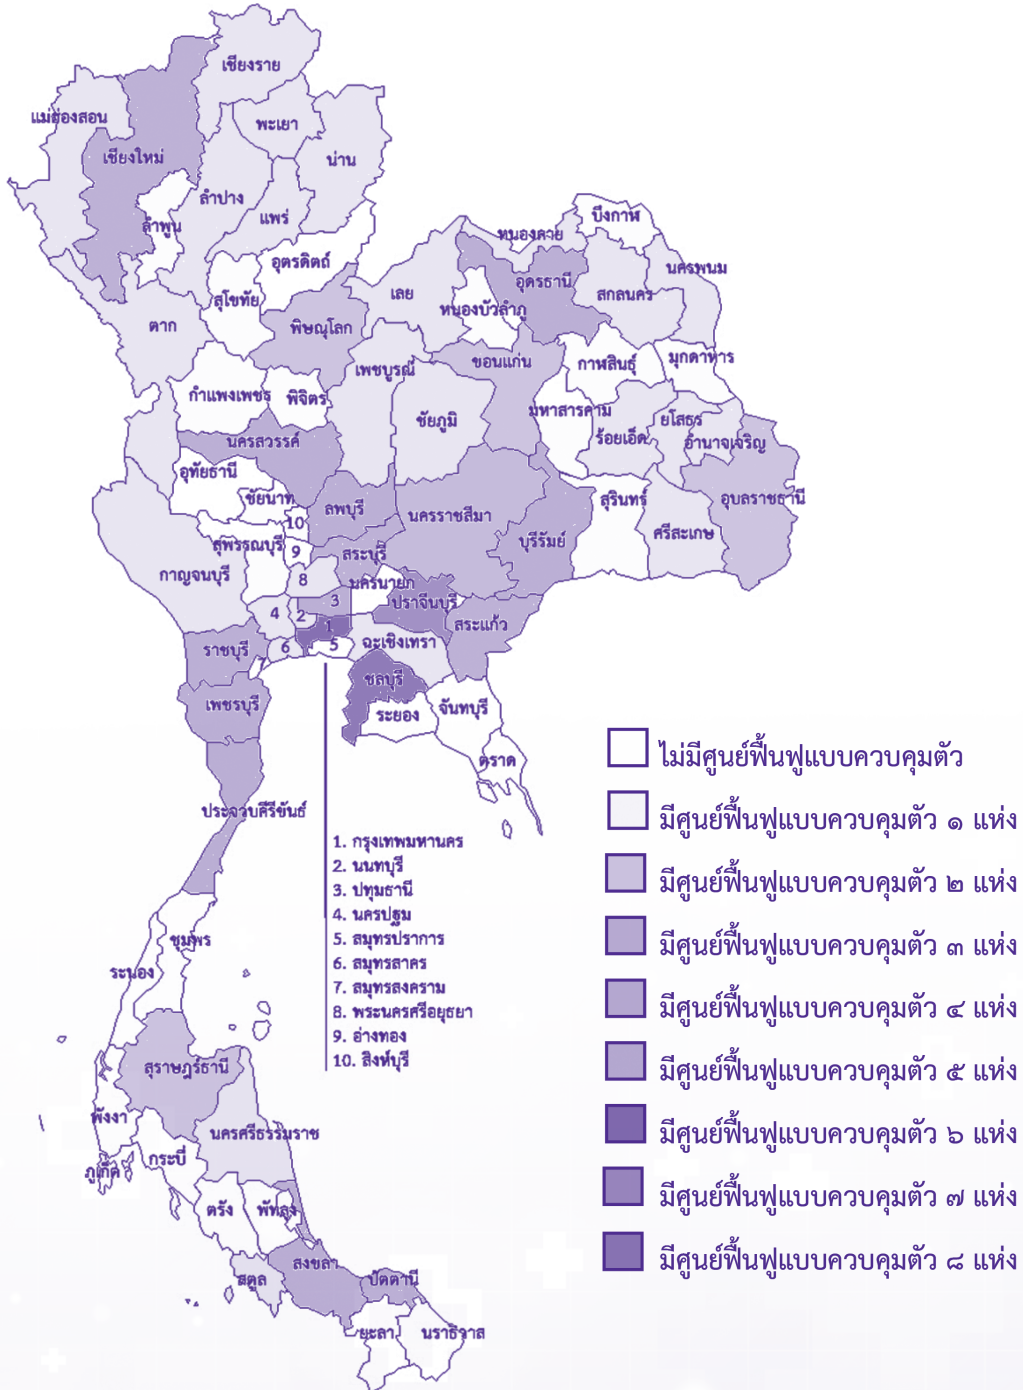 เชียงราย
แม่ฮ่องสอน
พะเยา
เชียงใหม่
น่าน
ลำปาง
แพร่
ลำพูน
บึงกาฬ
หนองคาย
อุตรดิตถ์
นครพนม
อุดรธานี
เลย
สกลนคร
สุโขทัย
หนองบัวลำภู
ตาก
พิษณุโลก
ขอนแก่น
กาฬสินธุ์
มุกดาหาร
เพชรบูรณ์
กำแพงเพชร
พิจิตร
มหาสารคาม
ชัยภูมิ
ยโสธร
ร้อยเอ็ด
นครสวรรค์
อำนาจเจริญ
อุทัยธานี
ชัยนาท
ลพบุรี
นครราชสีมา
สุรินทร์
อุบลราชธานี
10
ศรีสะเกษ
สุพรรณบุรี
9
สระบุรี
บุรีรัมย์
กาญจนบุรี
8
นครนายก
3
ปราจีนบุรี
4
2
1
สระแก้ว
5
ฉะเชิงเทรา
ราชบุรี
6
7
ชลบุรี
เพชรบุรี
ระยอง
จันทบุรี
ตราด
ประจวบคีรีขันธ์
ชุมพร
ระนอง
สุราษฎร์ธานี
พังงา
นครศรีธรรมราช
กระบี่
ภูเก็ต
ตรัง
พัทลุง
สงขลา
สตูล
ปัตตานี
ยะลา
นราธิวาส
1. กรุงเทพมหานคร
2. นนทบุรี
3. ปทุมธานี
4. นครปฐม
5. สมุทรปราการ
6. สมุทรสาคร
7. สมุทรสงคราม
8. พระนครศรีอยุธยา
9. อ่างทอง
10. สิงห์บุรี
ไม่มีศูนย์ฟื้นฟูแบบควบคุมตัว
มีศูนย์ฟื้นฟูแบบควบคุมตัว ๑ แห่ง
มีศูนย์ฟื้นฟูแบบควบคุมตัว ๒ แห่ง
มีศูนย์ฟื้นฟูแบบควบคุมตัว ๓ แห่ง
มีศูนย์ฟื้นฟูแบบควบคุมตัว ๔ แห่ง
มีศูนย์ฟื้นฟูแบบควบคุมตัว ๕ แห่ง
มีศูนย์ฟื้นฟูแบบควบคุมตัว ๖ แห่ง
มีศูนย์ฟื้นฟูแบบควบคุมตัว ๗ แห่ง
มีศูนย์ฟื้นฟูแบบควบคุมตัว ๘ แห่ง